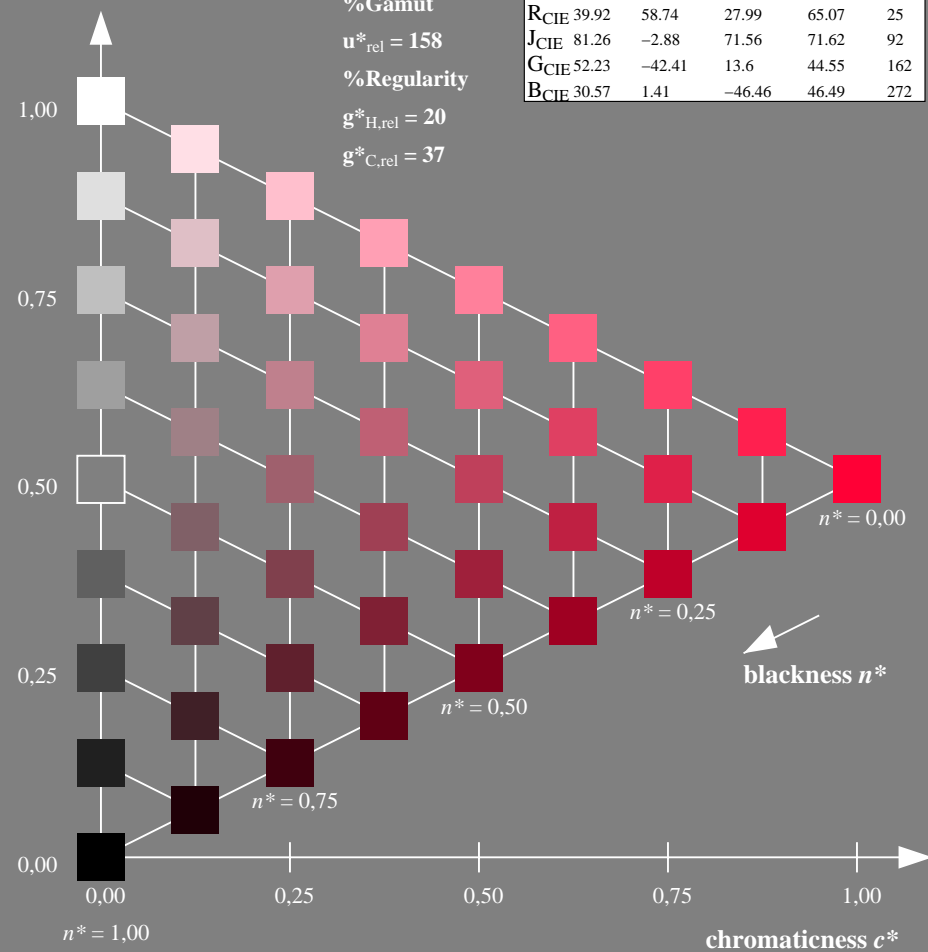 %Gamut
u*rel = 158
%Regularity
g*H,rel = 20
g*C,rel = 37
RCIE 39.92 58.74 27.99 65.07 25
JCIE 81.26 −2.88 71.56 71.62 92
GCIE 52.23 −42.41 13.6 44.55 162
BCIE 30.57 1.41 −46.46 46.49 272
1,00
0,75
0,50
0,25
0,00
n* = 0,00
n* = 0,25
blackness n*
n* = 0,50
n* = 0,75
0,00 0,25 0,50 0,75 1,00
n* = 1,00
chromaticness c*